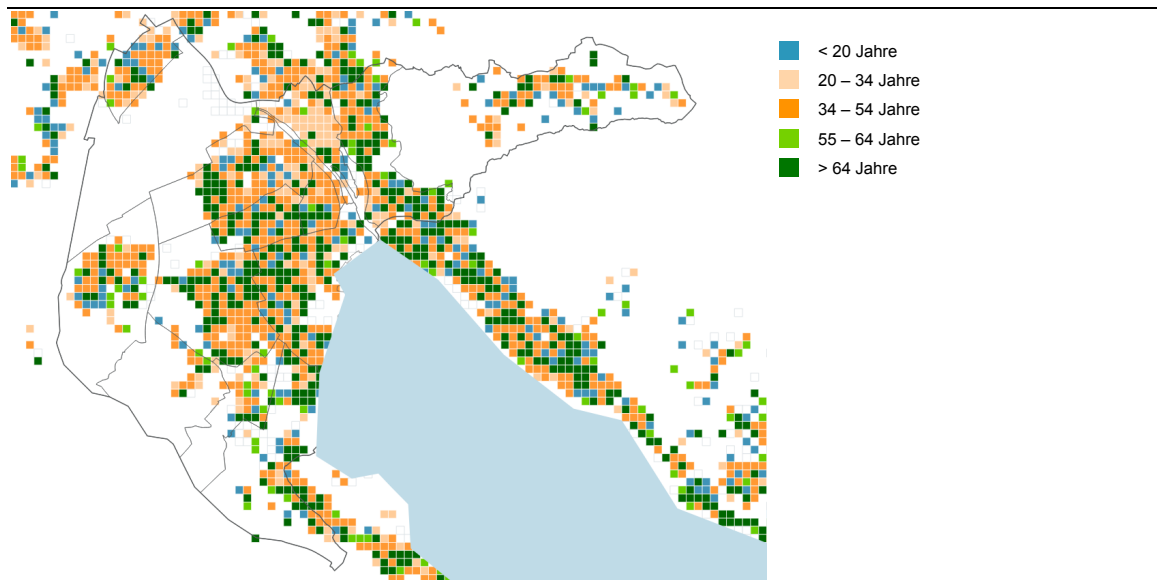 < 20 Jahre
20 – 34 Jahre
34 – 54 Jahre
55 – 64 Jahre
> 64 Jahre